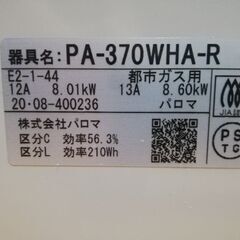 器具名: PA-370WHA-R
E2-1-44 都市ガス用
12A 8.01kW 13A 8.60kW
20・08-400236 パロマ
株式会社パロマ
区分C 効率56.3%
区分L 効率210Wh
JIA
PS
TG